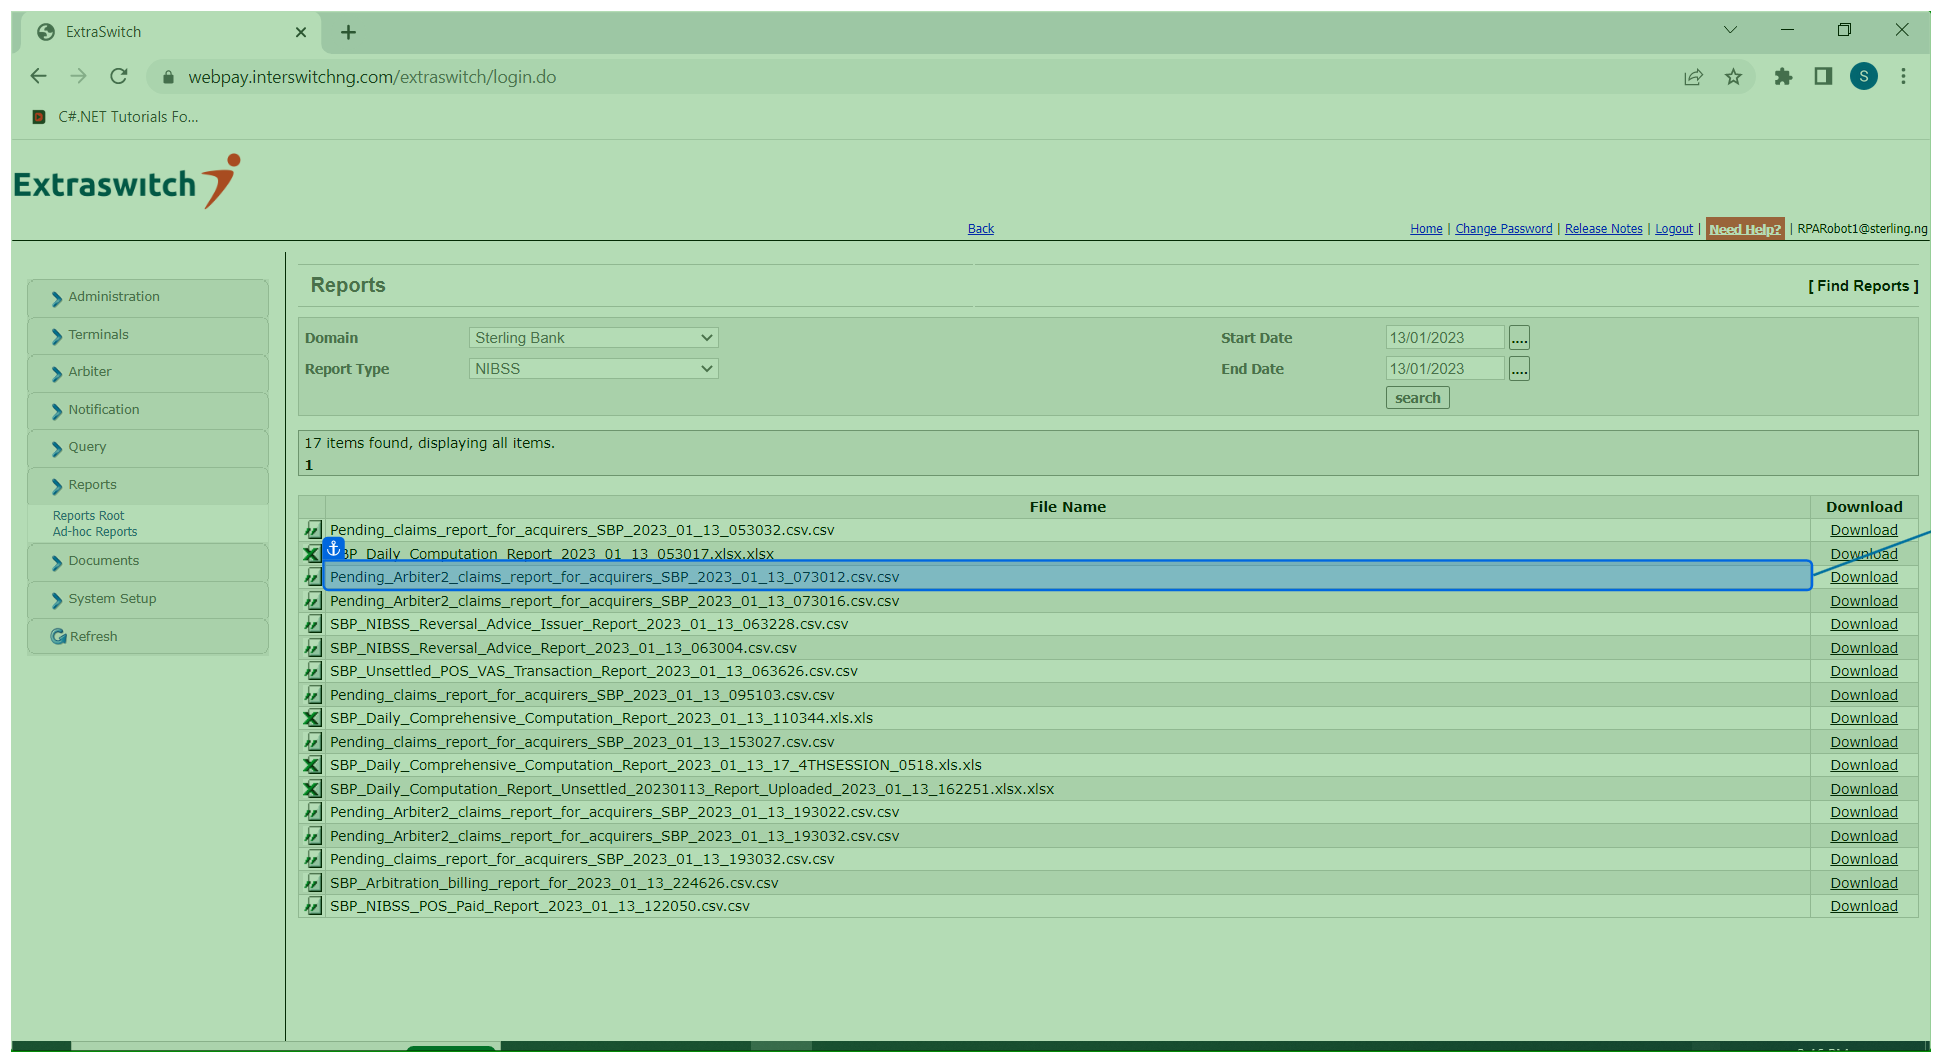 ExtraSwitch
webpay.interswitchng.com/extraswitch/login.do
S
C#.NET Tutorials Fo...
Extraswitch
Back
Home | Change Password | Release Notes | Logout | Need Help? | RPARobot1@sterling.ng
Administration
Terminals
Arbiter
Notification
Query
Reports
Reports Root
Ad-hoc Reports
Documents
System Setup
Refresh
Reports
[ Find Reports ]
Domain Sterling Bank Start Date 13/01/2023 ....
Report Type NIBSS End Date 13/01/2023 ....
search
17 items found, displaying all items.
1
File Name Download
Pending_claims_report_for_acquirers_SBP_2023_01_13_053032.csv.csv Download
SBP_Daily_Computation_Report_2023_01_13_053017.xlsx.xlsx Download
Pending_Arbiter2_claims_report_for_acquirers_SBP_2023_01_13_073012.csv.csv Download
Pending_Arbiter2_claims_report_for_acquirers_SBP_2023_01_13_073016.csv.csv Download
SBP_NIBSS_Reversal_Advice_Issuer_Report_2023_01_13_063228.csv.csv Download
SBP_NIBSS_Reversal_Advice_Report_2023_01_13_063004.csv.csv Download
SBP_Unsettled_POS_VAS_Transaction_Report_2023_01_13_063626.csv.csv Download
Pending_claims_report_for_acquirers_SBP_2023_01_13_095103.csv.csv Download
SBP_Daily_Comprehensive_Computation_Report_2023_01_13_110344.xls.xls Download
Pending_claims_report_for_acquirers_SBP_2023_01_13_153027.csv.csv Download
SBP_Daily_Comprehensive_Computation_Report_2023_01_13_17_4THSESSION_0518.xls.xls Download
SBP_Daily_Computation_Report_Unsettled_20230113_Report_Uploaded_2023_01_13_162251.xlsx.xlsx Download
Pending_Arbiter2_claims_report_for_acquirers_SBP_2023_01_13_193022.csv.csv Download
Pending_Arbiter2_claims_report_for_acquirers_SBP_2023_01_13_193032.csv.csv Download
Pending_claims_report_for_acquirers_SBP_2023_01_13_193032.csv.csv Download
SBP_Arbitration_billing_report_for_2023_01_13_224626.csv.csv Download
SBP_NIBSS_POS_Paid_Report_2023_01_13_122050.csv.csv Download